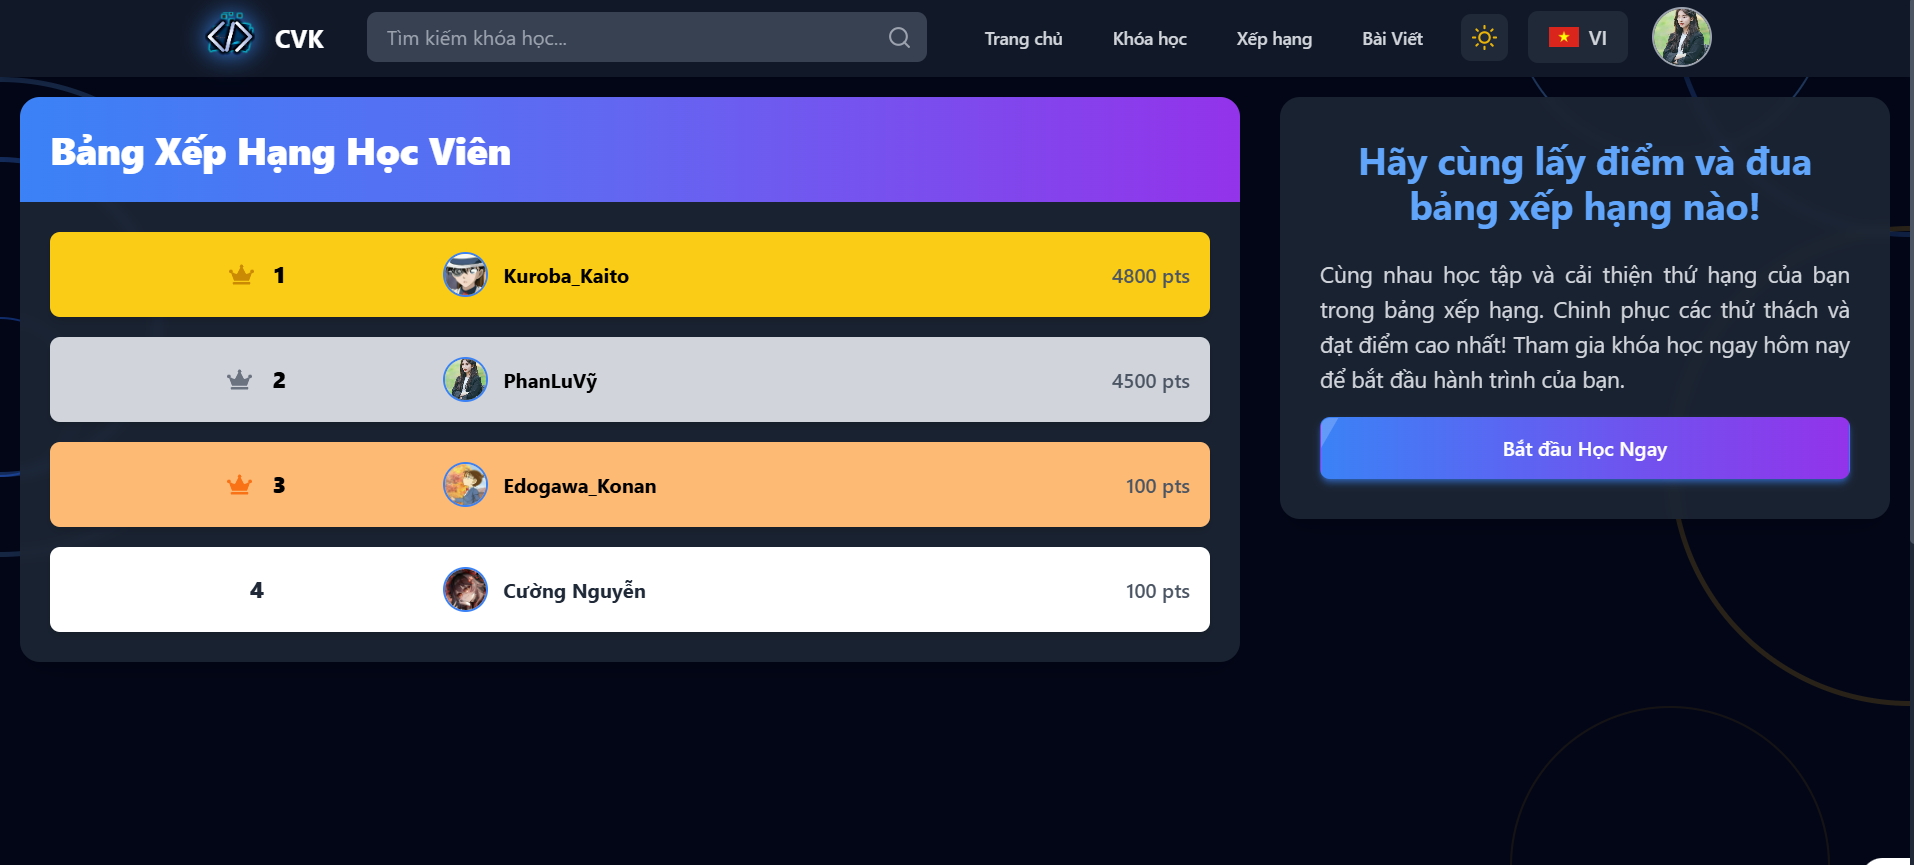 CVK
Tìm kiếm khóa học...
Trang chủ
Khóa học
Xếp hạng
Bài Viết
VI
Bảng Xếp Hạng Học Viên
1 Kuroba_Kaito 4800 pts
2 PhanLuVỹ 4500 pts
3 Edogawa_Konan 100 pts
4 Cường Nguyễn 100 pts
Hãy cùng lấy điểm và đua
bảng xếp hạng nào!
Cùng nhau học tập và cải thiện thứ hạng của bạn
trong bảng xếp hạng. Chinh phục các thử thách và
đạt điểm cao nhất! Tham gia khóa học ngay hôm nay
để bắt đầu hành trình của bạn.
Bắt đầu Học Ngay